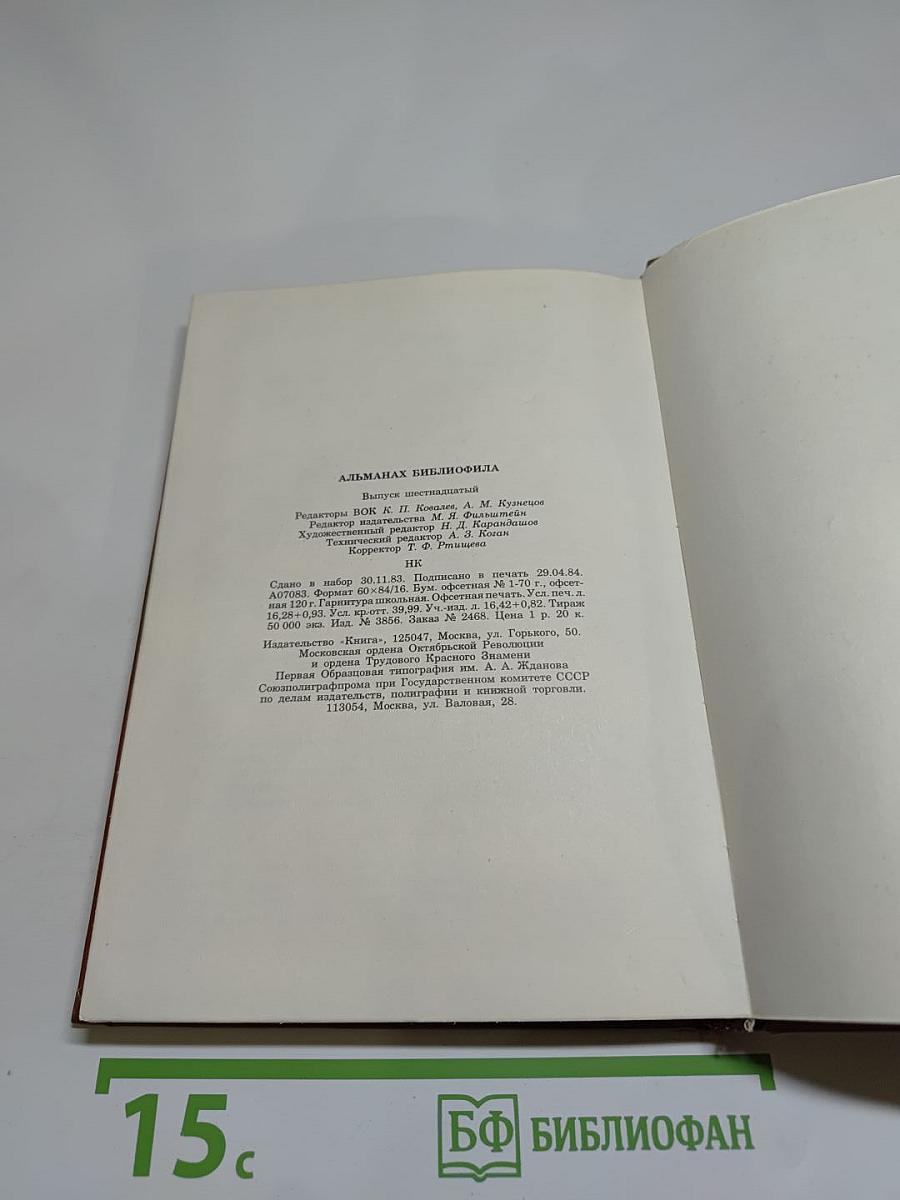 АЛЬМАНАХ БИБЛИОФИЛА
Выпуск шестнадцатый
Редакторы ВОК К. П. Ковалев, А. М. Кузнецов
Редактор издательства М. Я. Фильштейн
Художественный редактор Н. Д. Карандашов
Технический редактор А. З. Коган
Корректор Т. Ф. Ртищева
НК
Сдано в набор 30.11.83. Подписано в печать 29.04.84.
А07083. Формат 60×84/16. Бум. офсетная № 1-70 г., офсет-
ная 120 г. Гарнитура школьная. Офсетная печать. Усл. печ. л.
16,28+0,93. Усл. кр.-отт. 39,99. Уч.-изд. л. 16,42+0,82. Тираж
50 000 экз. Изд. № 3856. Заказ № 2468. Цена 1 р. 20 к.
Издательство «Книга», 125047, Москва, ул. Горького, 50.
Московская ордена Октябрьской Революции
и ордена Трудового Красного Знамени
Первая Образцовая типография им. А. А. Жданова
Союзполиграфпрома при Государственном комитете СССР
по делам издательств, полиграфии и книжной торговли.
113054, Москва, ул. Валовая, 28.
15 с
БФ БИБЛИОФАН